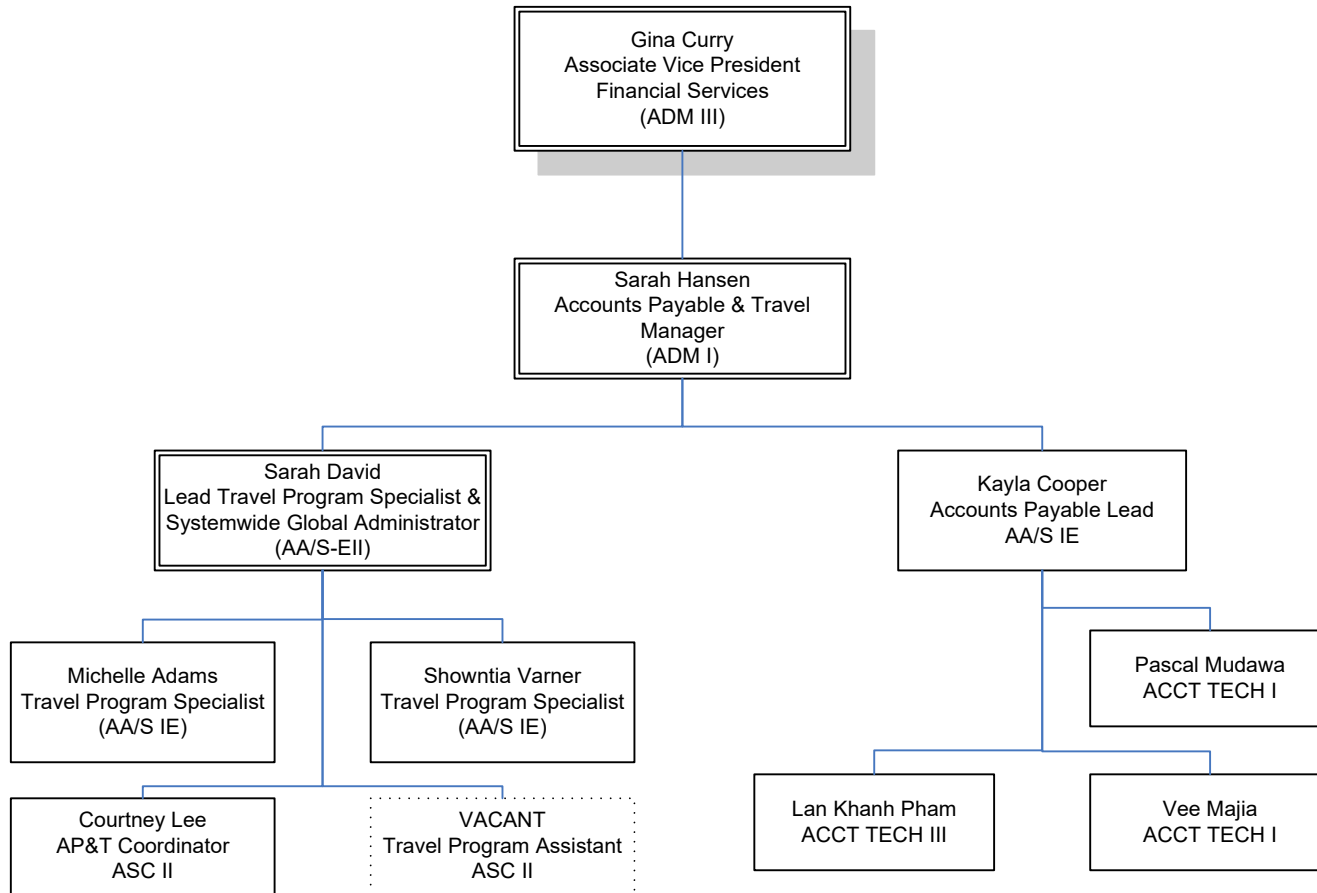 Gina Curry
Associate Vice President
Financial Services
(ADM III)
Sarah Hansen
Accounts Payable & Travel
Manager
(ADM I)
Sarah David
Lead Travel Program Specialist &
Systemwide Global Administrator
(AA/S-EII)
Kayla Cooper
Accounts Payable Lead
AA/S IE
Michelle Adams
Travel Program Specialist
(AA/S IE)
Showntia Varner
Travel Program Specialist
(AA/S IE)
Pascal Mudawa
ACCT TECH I
Courtney Lee
AP&T Coordinator
ASC II
VACANT
Travel Program Assistant
ASC II
Lan Khanh Pham
ACCT TECH III
Vee Majia
ACCT TECH I